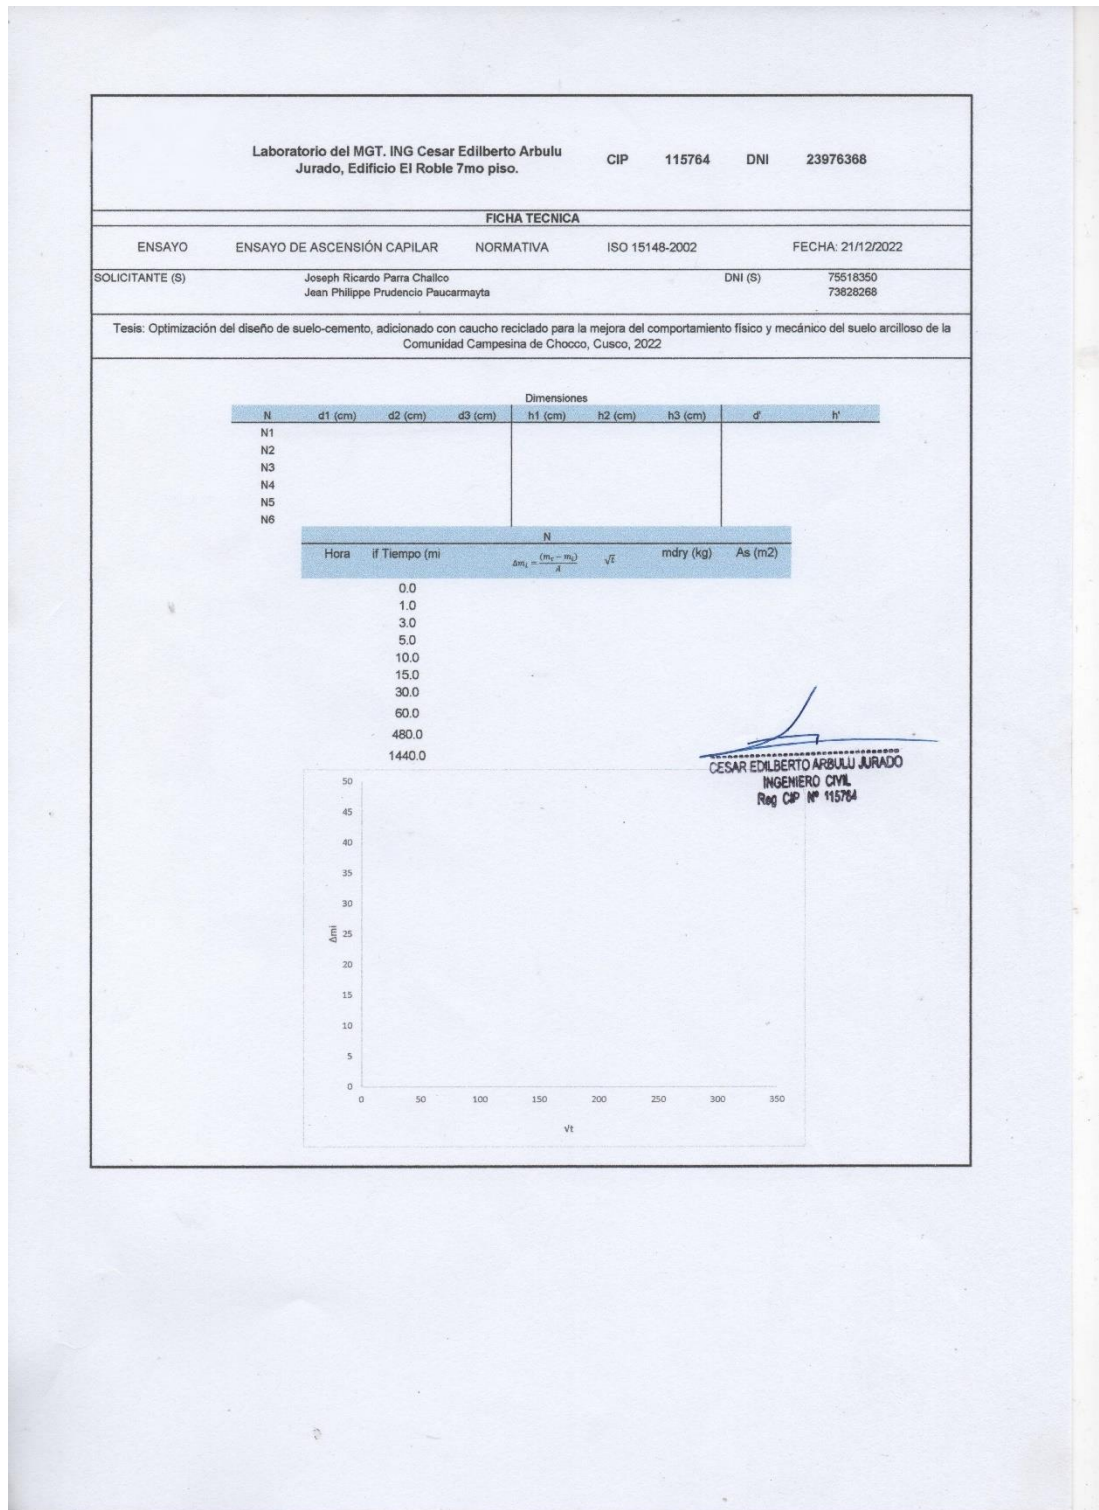 Laboratorio del MGT. ING Cesar Edilberto Arbulu
Jurado, Edificio El Roble 7mo piso.
CIP 115764 DNI 23976368
FICHA TECNICA
ENSAYO ENSAYO DE ASCENSIÓN CAPILAR NORMATIVA ISO 15148-2002 FECHA: 21/12/2022
SOLICITANTE (S) Joseph Ricardo Parra Challco DNI (S) 75518350
Jean Philippe Prudencio Paucarmayta 73828268
Tesis: Optimización del diseño de suelo-cemento, adicionado con caucho reciclado para la mejora del comportamiento físico y mecánico del suelo arcilloso de la
Comunidad Campesina de Chocco, Cusco, 2022
Dimensiones
N d1 (cm) d2 (cm) d3 (cm) h1 (cm) h2 (cm) h3 (cm) d' h'
N1
N2
N3
N4
N5
N6
N
Hora if Tiempo (mi Δm_i = (m_t − m_i)/A √t mdry (kg) As (m2)
0.0
1.0
3.0
5.0
10.0
15.0
30.0
60.0
480.0
1440.0
CESAR EDILBERTO ARBULU JURADO
INGENIERO CIVIL
Reg CIP Nº 115764
50
45
40
35
30
25
20
15
10
5
0
Δmi
0 50 100 150 200 250 300 350
√t